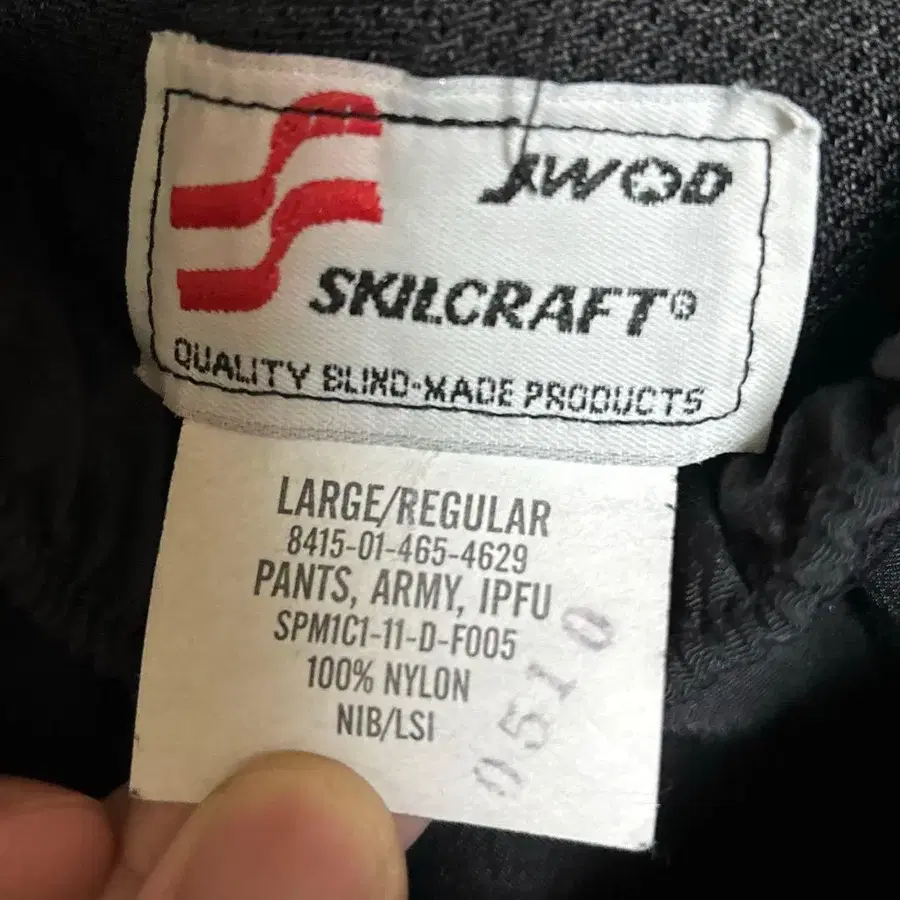 JWOD
SKILCRAFT®
QUALITY BLIND-MADE PRODUCTS
LARGE/REGULAR
8415-01-465-4629
PANTS, ARMY, IPFU
SPM1C1-11-D-F005
100% NYLON
NIB/LSI
0510